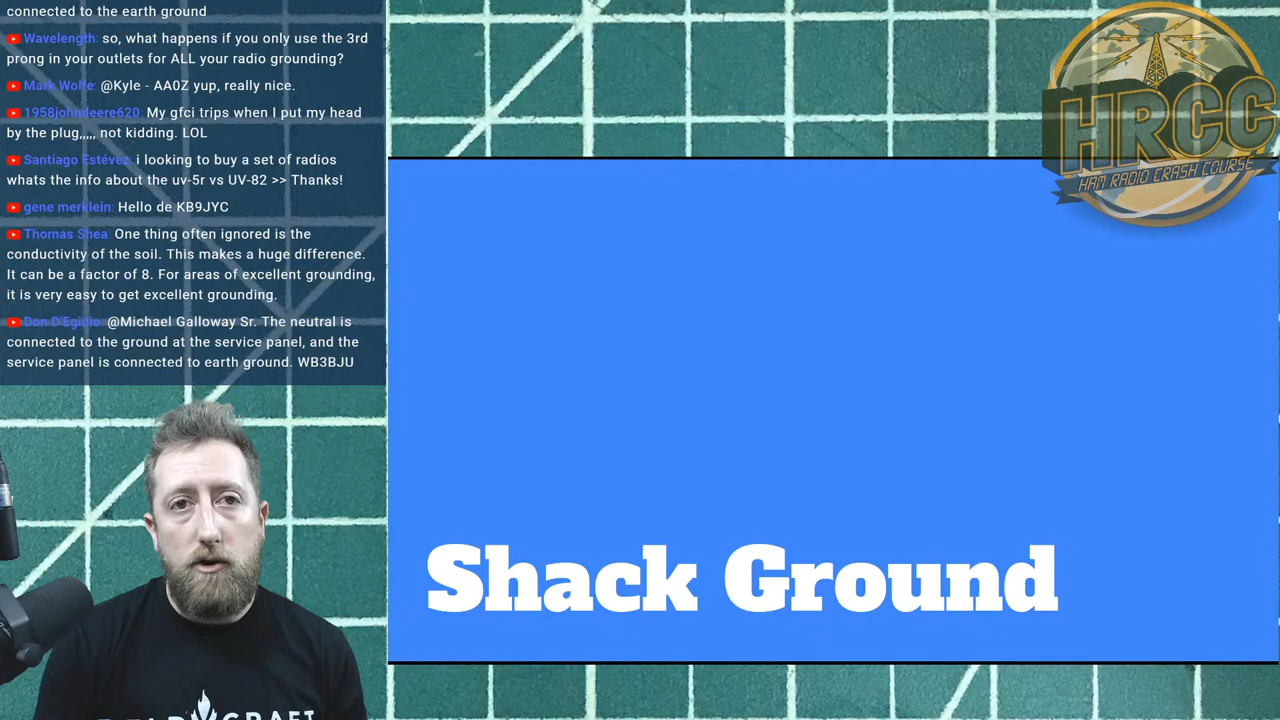 connected to the earth ground
Wavelength: so, what happens if you only use the 3rd
prong in your outlets for ALL your radio grounding?
Mark Wolfe: @Kyle - AA0Z yup, really nice.
1958johndeere620: My gfci trips when I put my head
by the plug,,,,, not kidding. LOL
Santiago Estévez: i looking to buy a set of radios
whats the info about the uv-5r vs UV-82 >> Thanks!
gene merklein: Hello de KB9JYC
Thomas Shea: One thing often ignored is the
conductivity of the soil. This makes a huge difference.
It can be a factor of 8. For areas of excellent grounding,
it is very easy to get excellent grounding.
Don D'Egidio: @Michael Galloway Sr. The neutral is
connected to the ground at the service panel, and the
service panel is connected to earth ground. WB3BJU
HRCC
HAM RADIO CRASH COURSE
Shack Ground